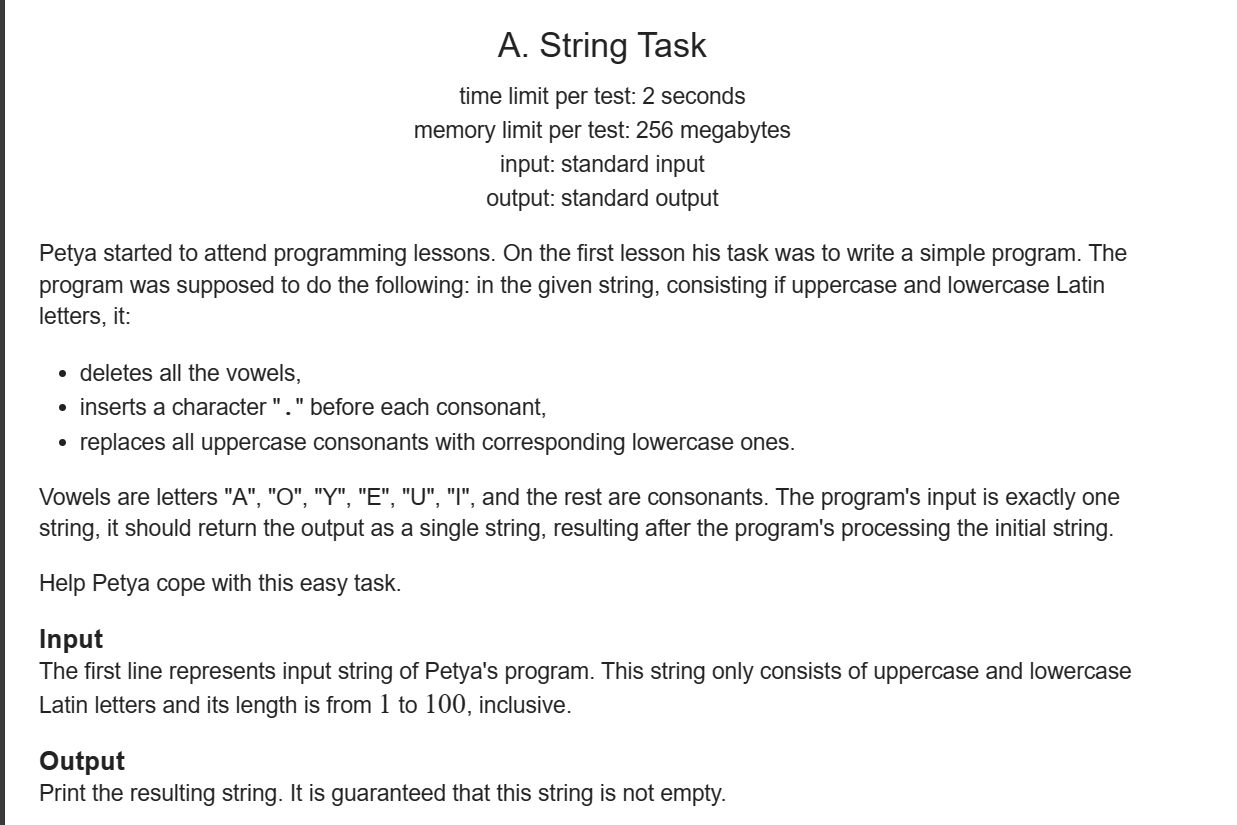 A. String Task
time limit per test: 2 seconds
memory limit per test: 256 megabytes
input: standard input
output: standard output
Petya started to attend programming lessons. On the first lesson his task was to write a simple program. The
program was supposed to do the following: in the given string, consisting if uppercase and lowercase Latin
letters, it:
• deletes all the vowels,
• inserts a character "." before each consonant,
• replaces all uppercase consonants with corresponding lowercase ones.
Vowels are letters "A", "O", "Y", "E", "U", "I", and the rest are consonants. The program's input is exactly one
string, it should return the output as a single string, resulting after the program's processing the initial string.
Help Petya cope with this easy task.
Input
The first line represents input string of Petya's program. This string only consists of uppercase and lowercase
Latin letters and its length is from 1 to 100, inclusive.
Output
Print the resulting string. It is guaranteed that this string is not empty.